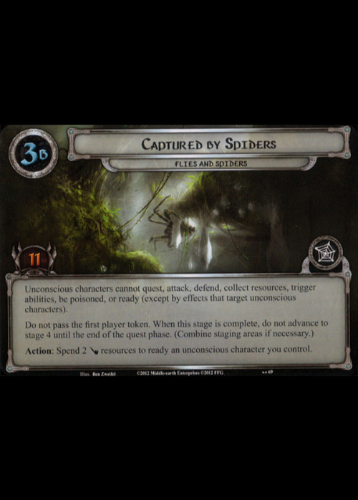 3B
CAPTURED BY SPIDERS
FLIES AND SPIDERS
11
Unconscious characters cannot quest, attack, defend, collect resources, trigger
abilities, be poisoned, or ready (except by effects that target unconscious
characters).
Do not pass the first player token. When this stage is complete, do not advance to
stage 4 until the end of the quest phase. (Combine staging areas if necessary.)
Action: Spend 2 resources to ready an unconscious character you control.
©2012 Middle-earth Enterprises ©2012 FFG